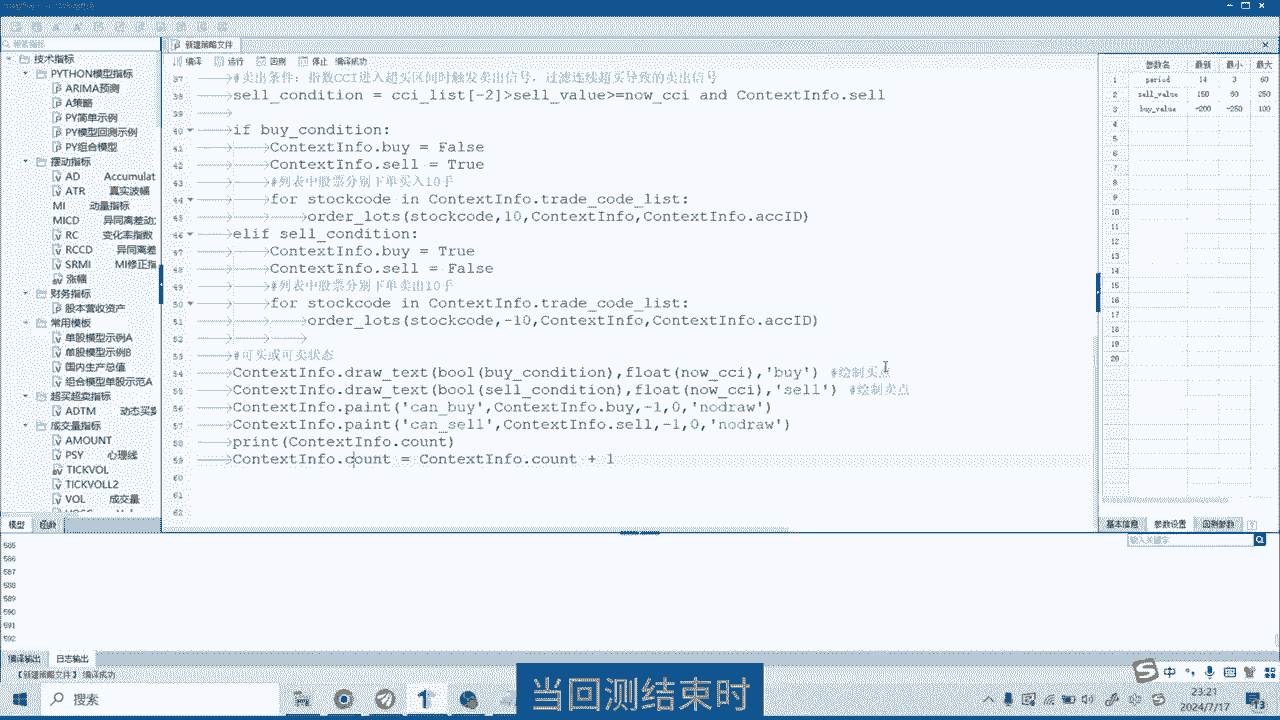 新建策略文件
编译 运行 回测 停止 编译成功
技术指标
PYTHON模型指标
ARIMA预测
A策略
PY简单示例
PY模型回测示例
PY组合模型
摆动指标
AD Accumulat
ATR 真实波幅
MI 动量指标
MICD 异同离差动
RC 变化率指数
RCCD 异同离差
SRMI MI修正指
涨幅
财务指标
股本营收资产
常用模板
单股模型示例A
单股模型示例B
国内生产总值
组合模型单股示范A
超买超卖指标
ADTM 动态买卖
成交量指标
AMOUNT
PSY 心理线
TICKVOL
TICKVOLL2
VOL 成交量
模型 函数
37 #卖出条件：指数CCI进入超买区间时触发卖出信号，过滤连续超买导致的卖出信号
38 sell_condition = cci_list[-2]>sell_value>=now_cci and ContextInfo.sell
39
40 if buy_condition:
41 ContextInfo.buy = False
42 ContextInfo.sell = True
43 #列表中股票分别下单买入10手
44 for stockcode in ContextInfo.trade_code_list:
45 order_lots(stockcode,10,ContextInfo,ContextInfo.accID)
46 elif sell_condition:
47 ContextInfo.buy = True
48 ContextInfo.sell = False
49 #列表中股票分别下单卖出10手
50 for stockcode in ContextInfo.trade_code_list:
51 order_lots(stockcode,-10,ContextInfo,ContextInfo.accID)
52
53 #可买或可卖状态
54 ContextInfo.draw_text(bool(buy_condition),float(now_cci),'buy') #绘制买点
55 ContextInfo.draw_text(bool(sell_condition),float(now_cci),'sell') #绘制卖点
56 ContextInfo.paint('can_buy',ContextInfo.buy,-1,0,'nodraw')
57 ContextInfo.paint('can_sell',ContextInfo.sell,-1,0,'nodraw')
58 print(ContextInfo.count)
59 ContextInfo.count = ContextInfo.count + 1
60
61
62
参数名 最新 最小 最大
1 period 14 3 60
2 sell_value 150 60 250
3 buy_value -200 -250 100
4
5
6
7
8
9
10
11
12
13
14
15
16
17
18
19
20
基本信息 参数设置 回测参数
输入关键字
585
586
587
588
589
590
591
592
编译输出 日志输出
【新建策略文件】编译成功
当回测结束时
搜索
中
23:21
2024/7/17